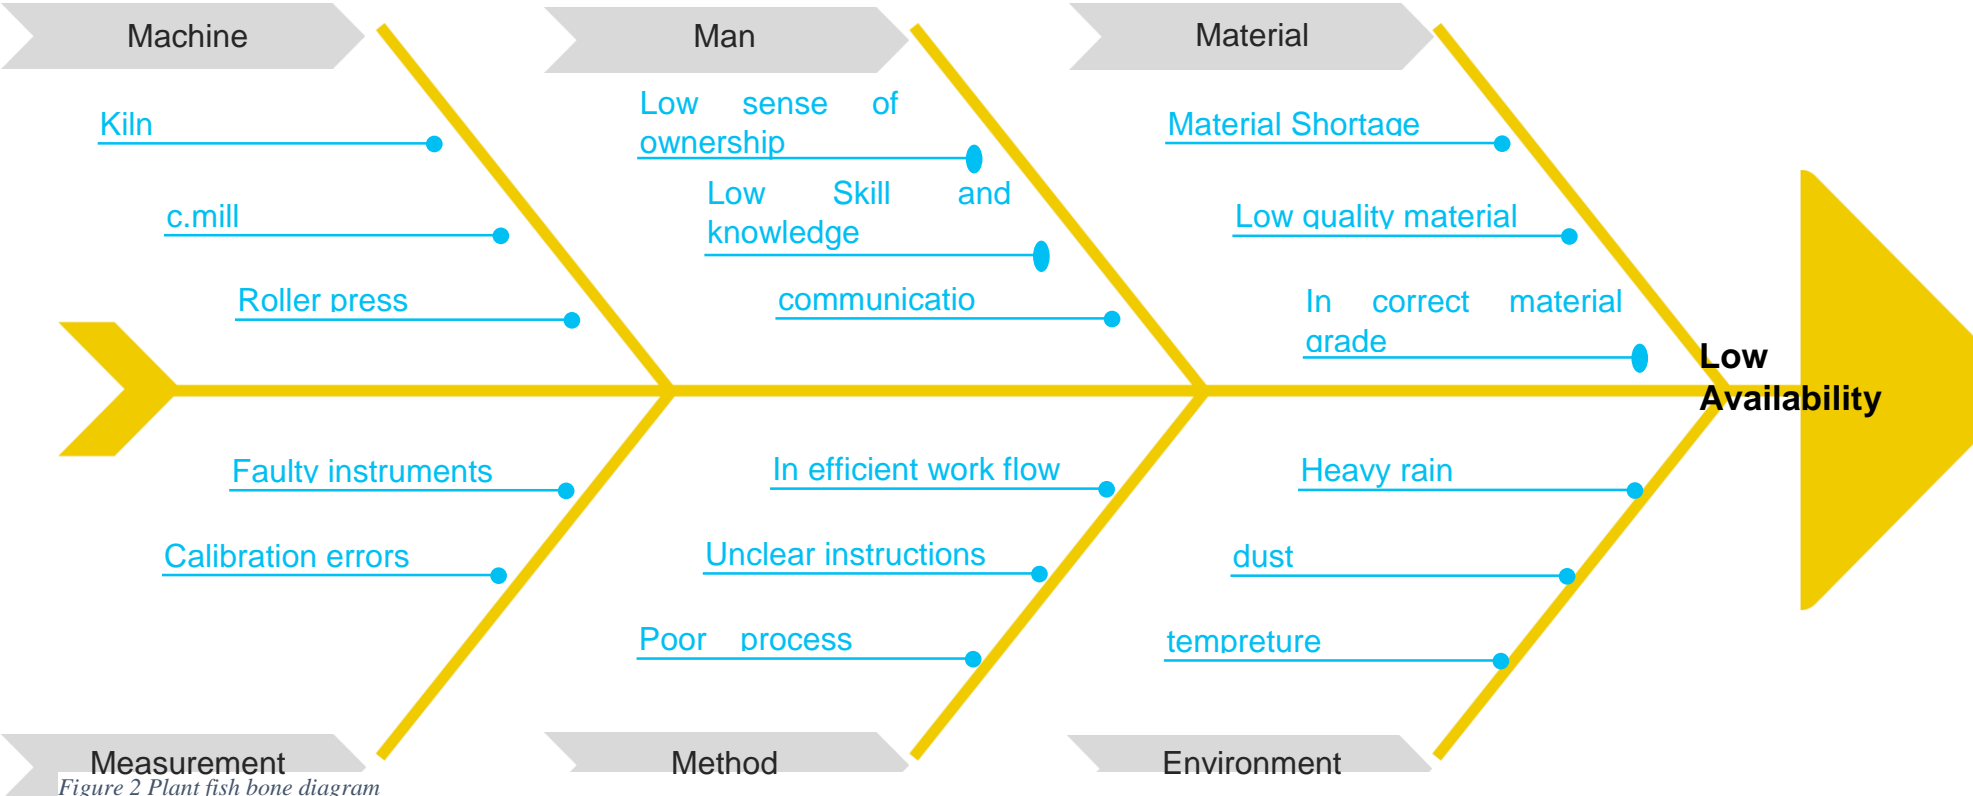 Machine
Man
Material
Kiln
c.mill
Roller press
Low sense of
ownership
Low Skill and
knowledge
communicatio
Material Shortage
Low quality material
In correct material
grade
Low
Availability
Faulty instruments
Calibration errors
In efficient work flow
Unclear instructions
Poor process
Heavy rain
dust
tempreture
Measurement
Method
Environment
Figure 2 Plant fish bone diagram